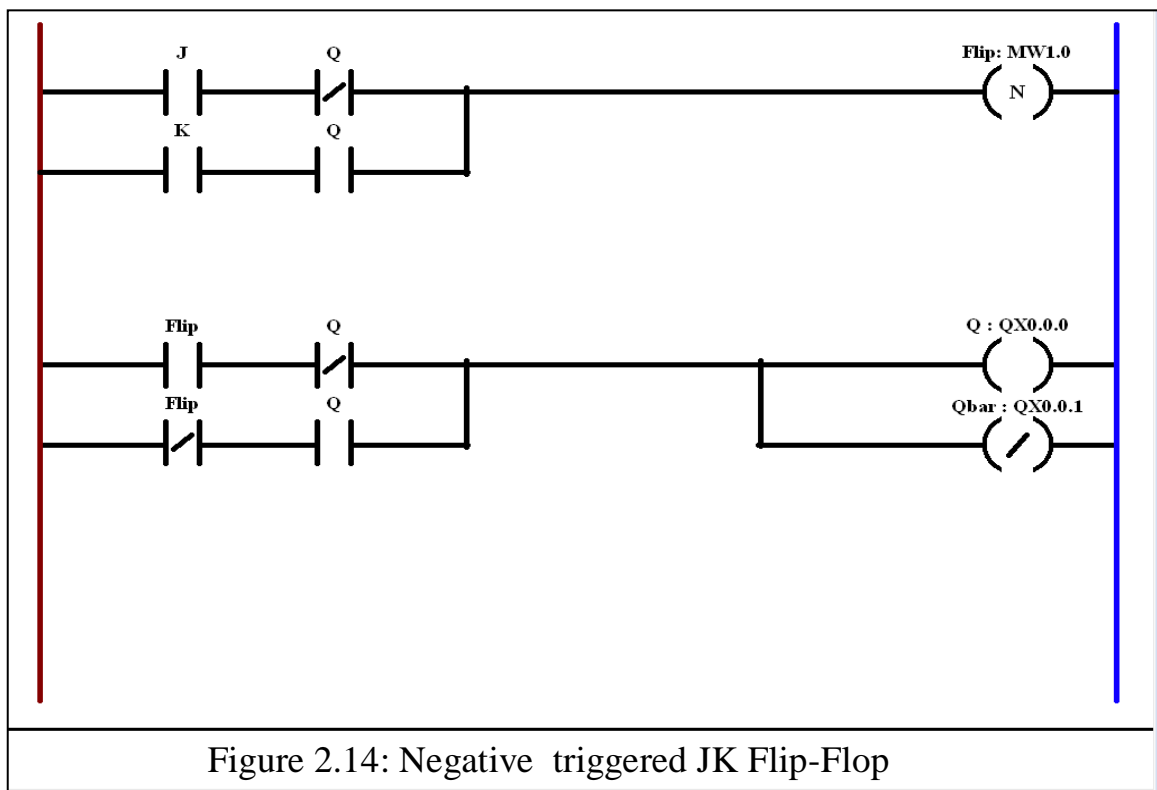 J Q Flip: MW1.0
N
K Q
Flip Q Q : QX0.0.0
Flip Q Qbar : QX0.0.1
Figure 2.14: Negative triggered JK Flip-Flop